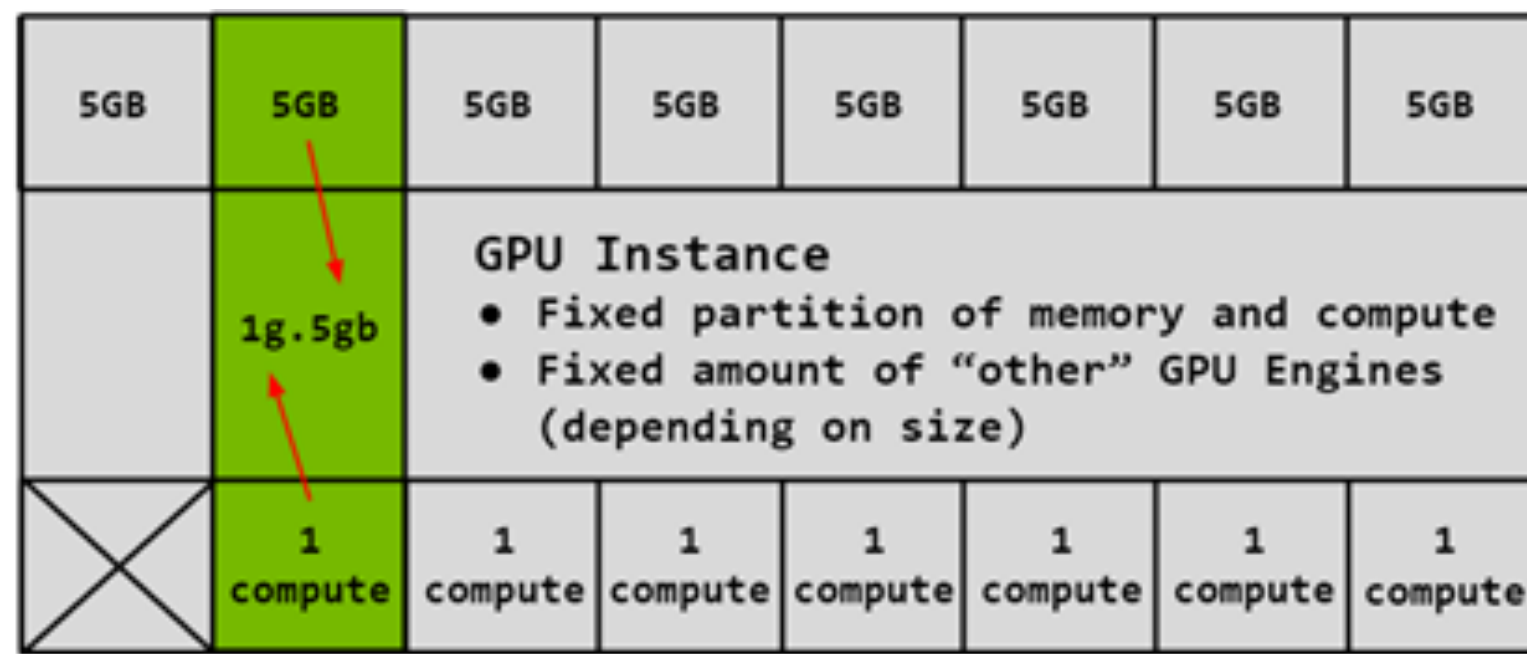 5GB 5GB 5GB 5GB 5GB 5GB 5GB 5GB
1g.5gb
GPU Instance
● Fixed partition of memory and compute
● Fixed amount of “other” GPU Engines
(depending on size)
1 1 1 1 1 1 1
compute compute compute compute compute compute compute